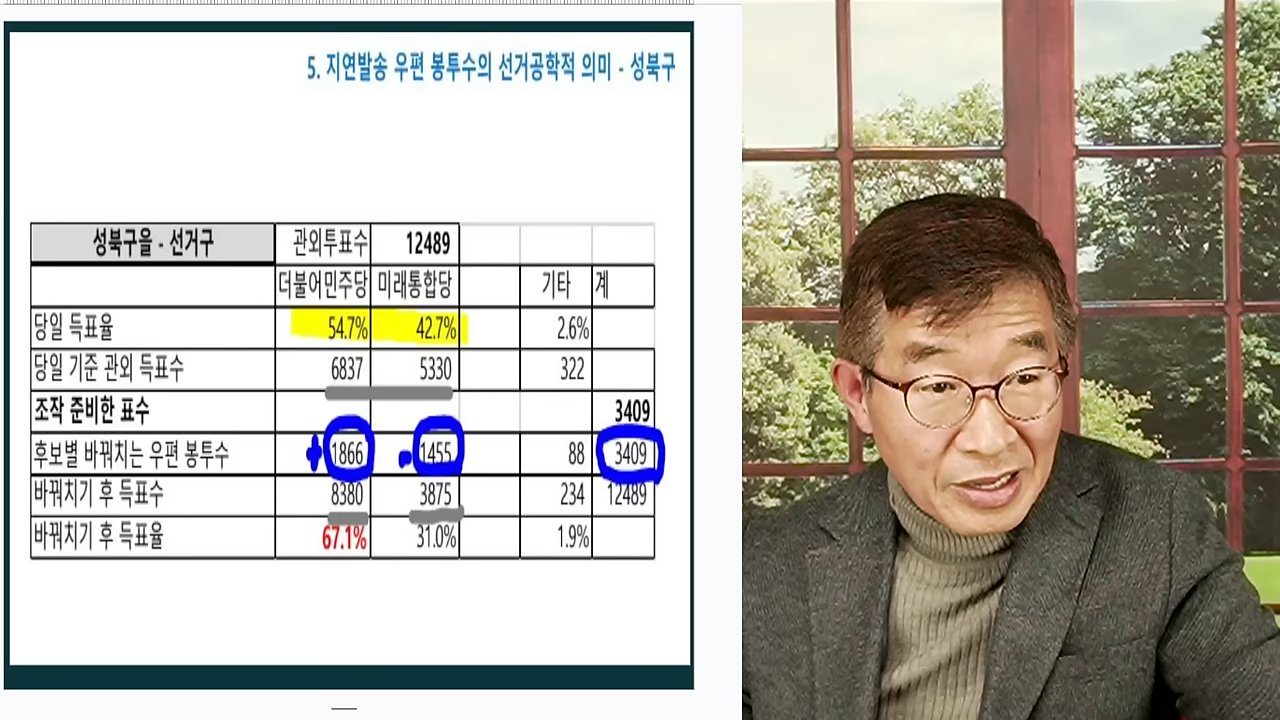 5. 지연발송 우편 봉투수의 선거공학적 의미 - 성북구
성북구을 - 선거구 관외투표수 12489
더불어민주당 미래통합당 기타 계
당일 득표율 54.7% 42.7% 2.6%
당일 기준 관외 득표수 6837 5330 322
조작 준비한 표수 3409
후보별 바꿔치는 우편 봉투수 + 1866 - 1455 88 3409
바꿔치기 후 득표수 8380 3875 234 12489
바꿔치기 후 득표율 67.1% 31.0% 1.9%